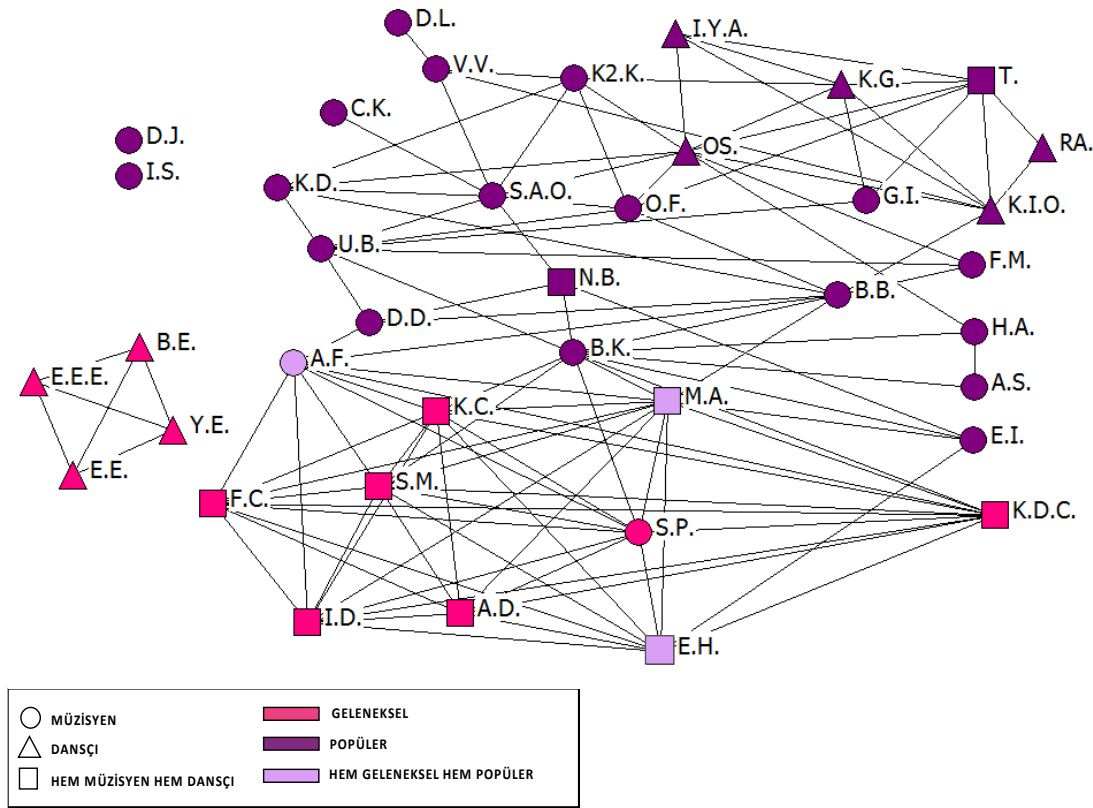 D.L.
I.Y.A.
V.V.
K2.K.
K.G.
T.
C.K.
D.J.
OS.
RA.
I.S.
K.D.
S.A.O.
O.F.
G.I.
K.I.O.
U.B.
F.M.
N.B.
B.B.
D.D.
H.A.
B.E.
A.F.
B.K.
E.E.E.
M.A.
A.S.
K.C.
Y.E.
E.I.
E.E.
S.M.
F.C.
K.D.C.
S.P.
I.D.
A.D.
E.H.
MÜZİSYEN
GELENEKSEL
DANSÇI
POPÜLER
HEM MÜZİSYEN HEM DANSÇI
HEM GELENEKSEL HEM POPÜLER